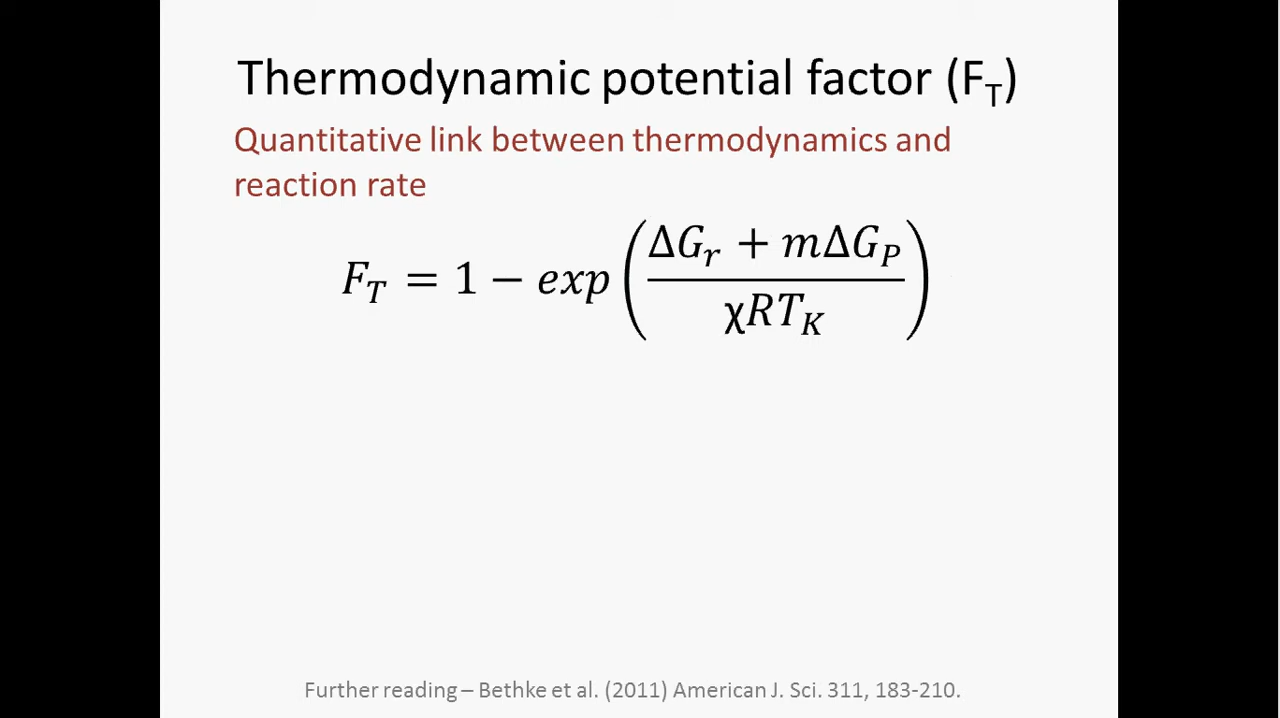 Thermodynamic potential factor (F_T)
Quantitative link between thermodynamics and
reaction rate
F_T = 1 − exp((ΔG_r + mΔG_P)/(χRT_K))
Further reading – Bethke et al. (2011) American J. Sci. 311, 183-210.